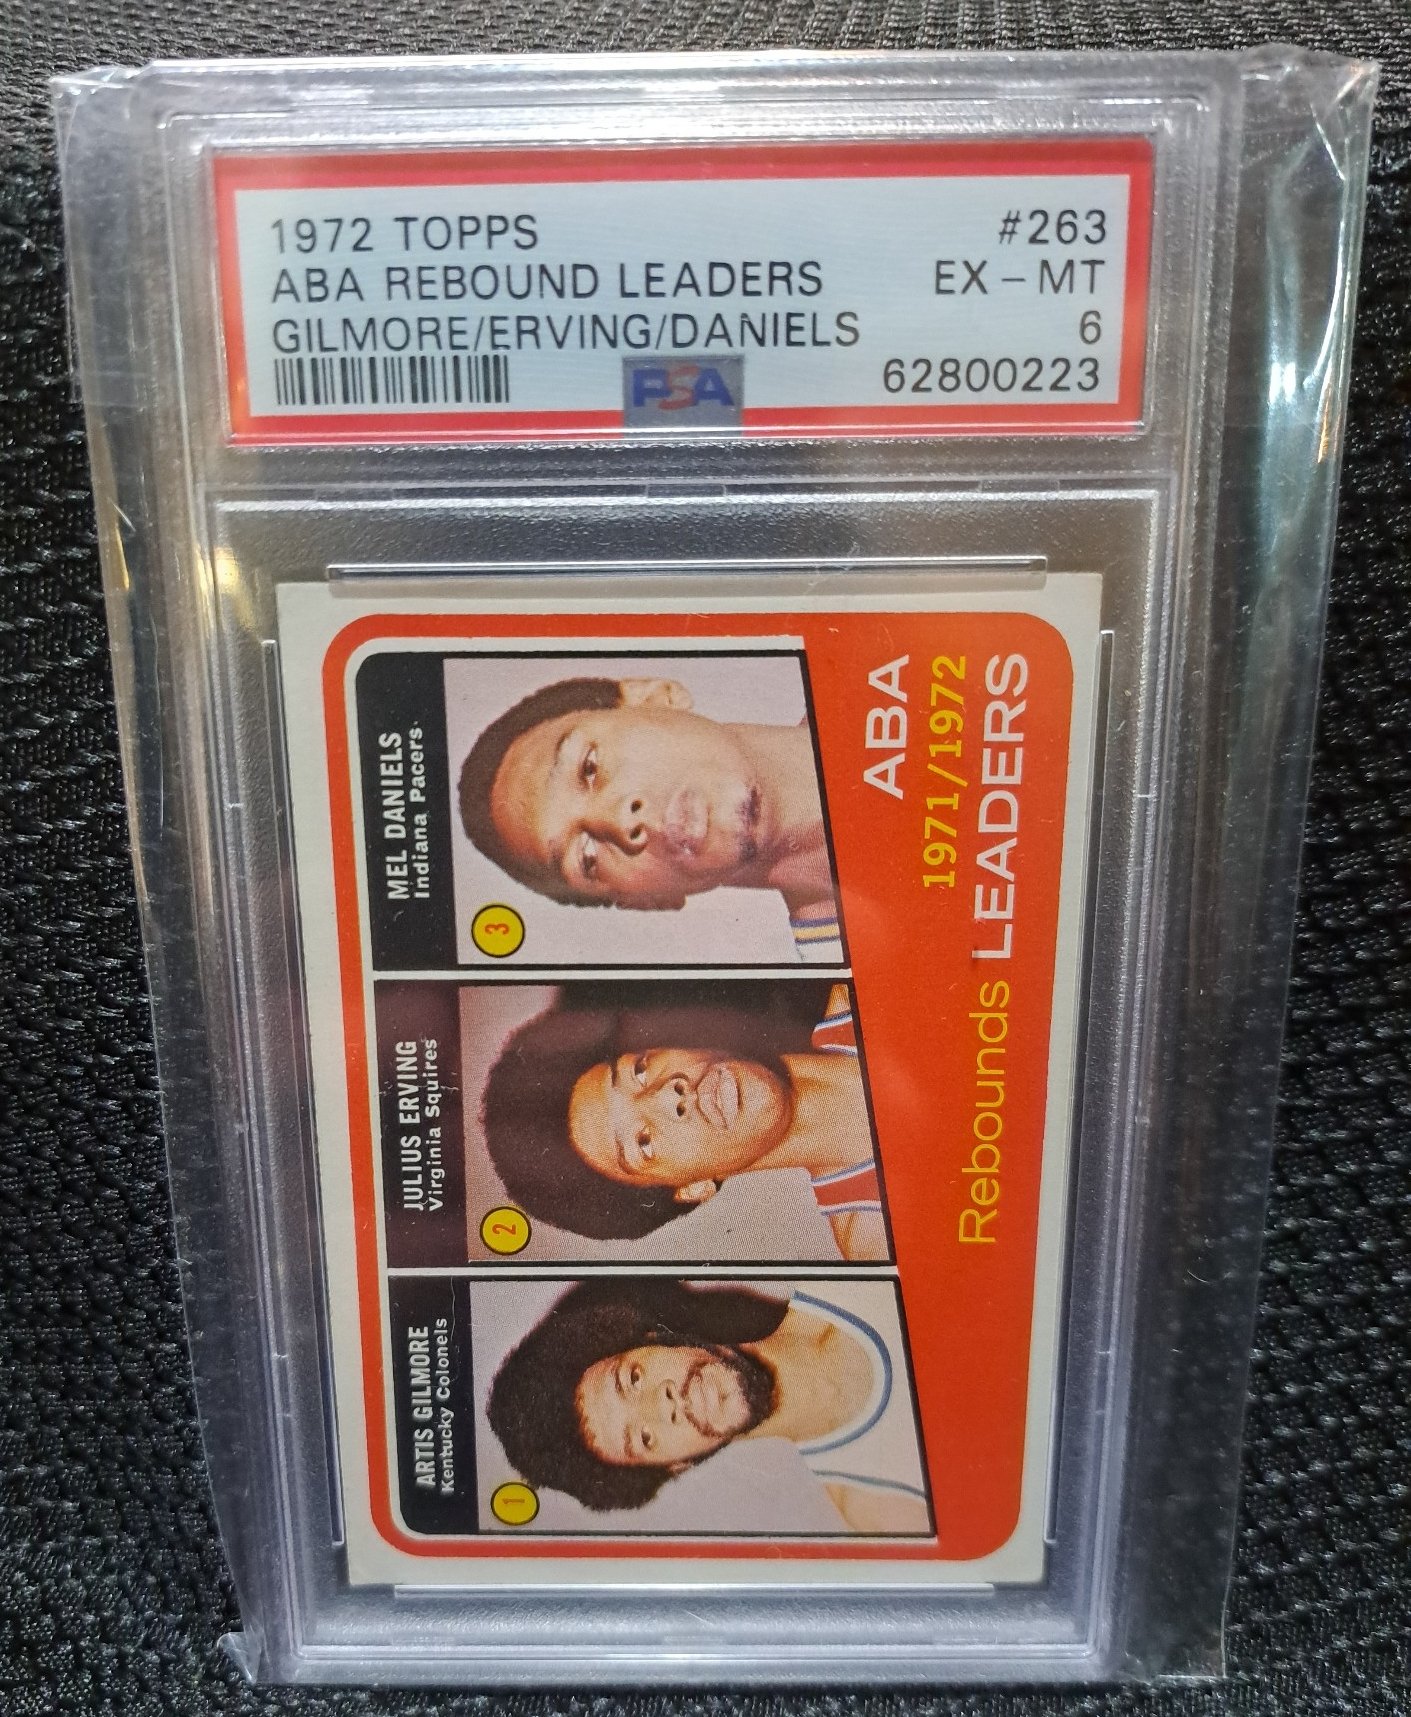 1972 TOPPS #263
ABA REBOUND LEADERS EX - MT
GILMORE/ERVING/DANIELS 6
PSA 62800223
1
ARTIS GILMORE
Kentucky Colonels
2
JULIUS ERVING
Virginia Squires
3
MEL DANIELS
Indiana Pacers
ABA
1971/1972
Rebounds LEADERS